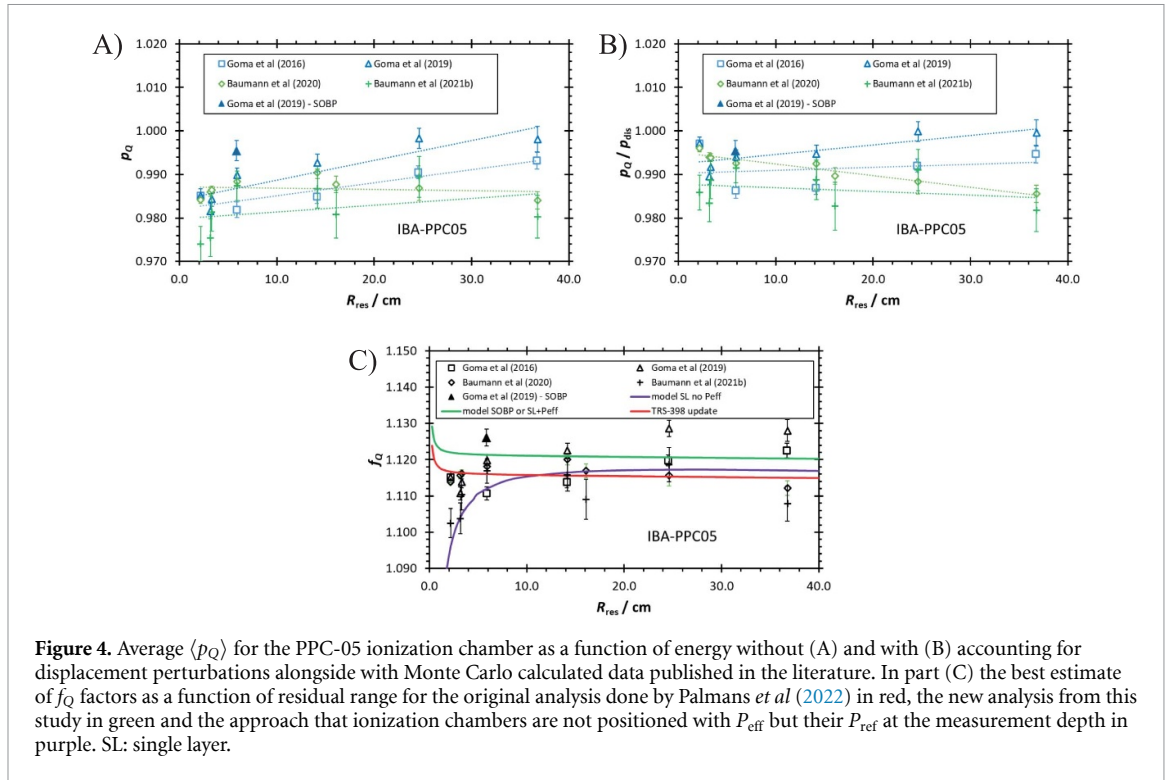 A)
1.020
1.010
1.000
0.990
0.980
0.970
pQ
Goma et al (2016)
Goma et al (2019)
Baumann et al (2020)
Baumann et al (2021b)
Goma et al (2019) - SOBP
IBA-PPC05
0.0 10.0 20.0 30.0 40.0
Rres / cm
B)
1.020
1.010
1.000
0.990
0.980
0.970
pQ / pdis
Goma et al (2016)
Goma et al (2019)
Baumann et al (2020)
Baumann et al (2021b)
Goma et al (2019) - SOBP
IBA-PPC05
0.0 10.0 20.0 30.0 40.0
Rres / cm
C)
1.150
1.140
1.130
1.120
1.110
1.100
1.090
fQ
Goma et al (2016)
Goma et al (2019)
Baumann et al (2020)
Baumann et al (2021b)
Goma et al (2019) - SOBP
model SL no Peff
model SOBP or SL+Peff
TRS-398 update
IBA-PPC05
0.0 10.0 20.0 30.0 40.0
Rres / cm
Figure 4. Average ⟨pQ⟩ for the PPC-05 ionization chamber as a function of energy without (A) and with (B) accounting for
displacement perturbations alongside with Monte Carlo calculated data published in the literature. In part (C) the best estimate
of fQ factors as a function of residual range for the original analysis done by Palmans et al (2022) in red, the new analysis from this
study in green and the approach that ionization chambers are not positioned with Peff but their Pref at the measurement depth in
purple. SL: single layer.